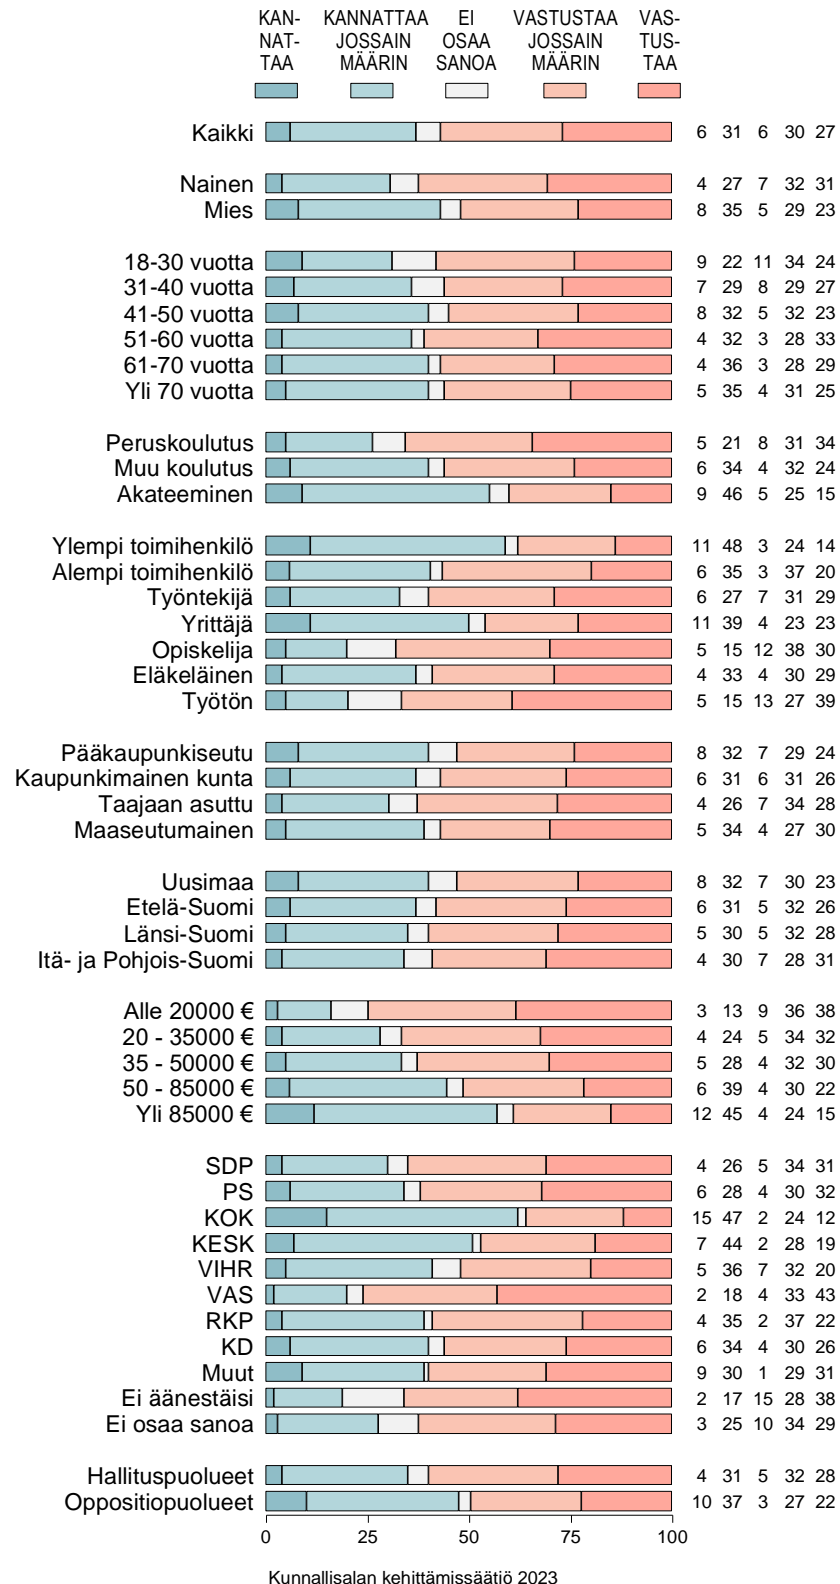 KAN- KANNATTAA EI VASTUSTAA VAS-
NAT- JOSSAIN OSAA JOSSAIN TUS-
TAA MÄÄRIN SANOA MÄÄRIN TAA
Kaikki 6 31 6 30 27
Nainen 4 27 7 32 31
Mies 8 35 5 29 23
18-30 vuotta 9 22 11 34 24
31-40 vuotta 7 29 8 29 27
41-50 vuotta 8 32 5 32 23
51-60 vuotta 4 32 3 28 33
61-70 vuotta 4 36 3 28 29
Yli 70 vuotta 5 35 4 31 25
Peruskoulutus 5 21 8 31 34
Muu koulutus 6 34 4 32 24
Akateeminen 9 46 5 25 15
Ylempi toimihenkilö 11 48 3 24 14
Alempi toimihenkilö 6 35 3 37 20
Työntekijä 6 27 7 31 29
Yrittäjä 11 39 4 23 23
Opiskelija 5 15 12 38 30
Eläkeläinen 4 33 4 30 29
Työtön 5 15 13 27 39
Pääkaupunkiseutu 8 32 7 29 24
Kaupunkimainen kunta 6 31 6 31 26
Taajaan asuttu 4 26 7 34 28
Maaseutumainen 5 34 4 27 30
Uusimaa 8 32 7 30 23
Etelä-Suomi 6 31 5 32 26
Länsi-Suomi 5 30 5 32 28
Itä- ja Pohjois-Suomi 4 30 7 28 31
Alle 20000 € 3 13 9 36 38
20 - 35000 € 4 24 5 34 32
35 - 50000 € 5 28 4 32 30
50 - 85000 € 6 39 4 30 22
Yli 85000 € 12 45 4 24 15
SDP 4 26 5 34 31
PS 6 28 4 30 32
KOK 15 47 2 24 12
KESK 7 44 2 28 19
VIHR 5 36 7 32 20
VAS 2 18 4 33 43
RKP 4 35 2 37 22
KD 6 34 4 30 26
Muut 9 30 1 29 31
Ei äänestäisi 2 17 15 28 38
Ei osaa sanoa 3 25 10 34 29
Hallituspuolueet 4 31 5 32 28
Oppositiopuolueet 10 37 3 27 22
0 25 50 75 100
Kunnallisalan kehittämissäätiö 2023